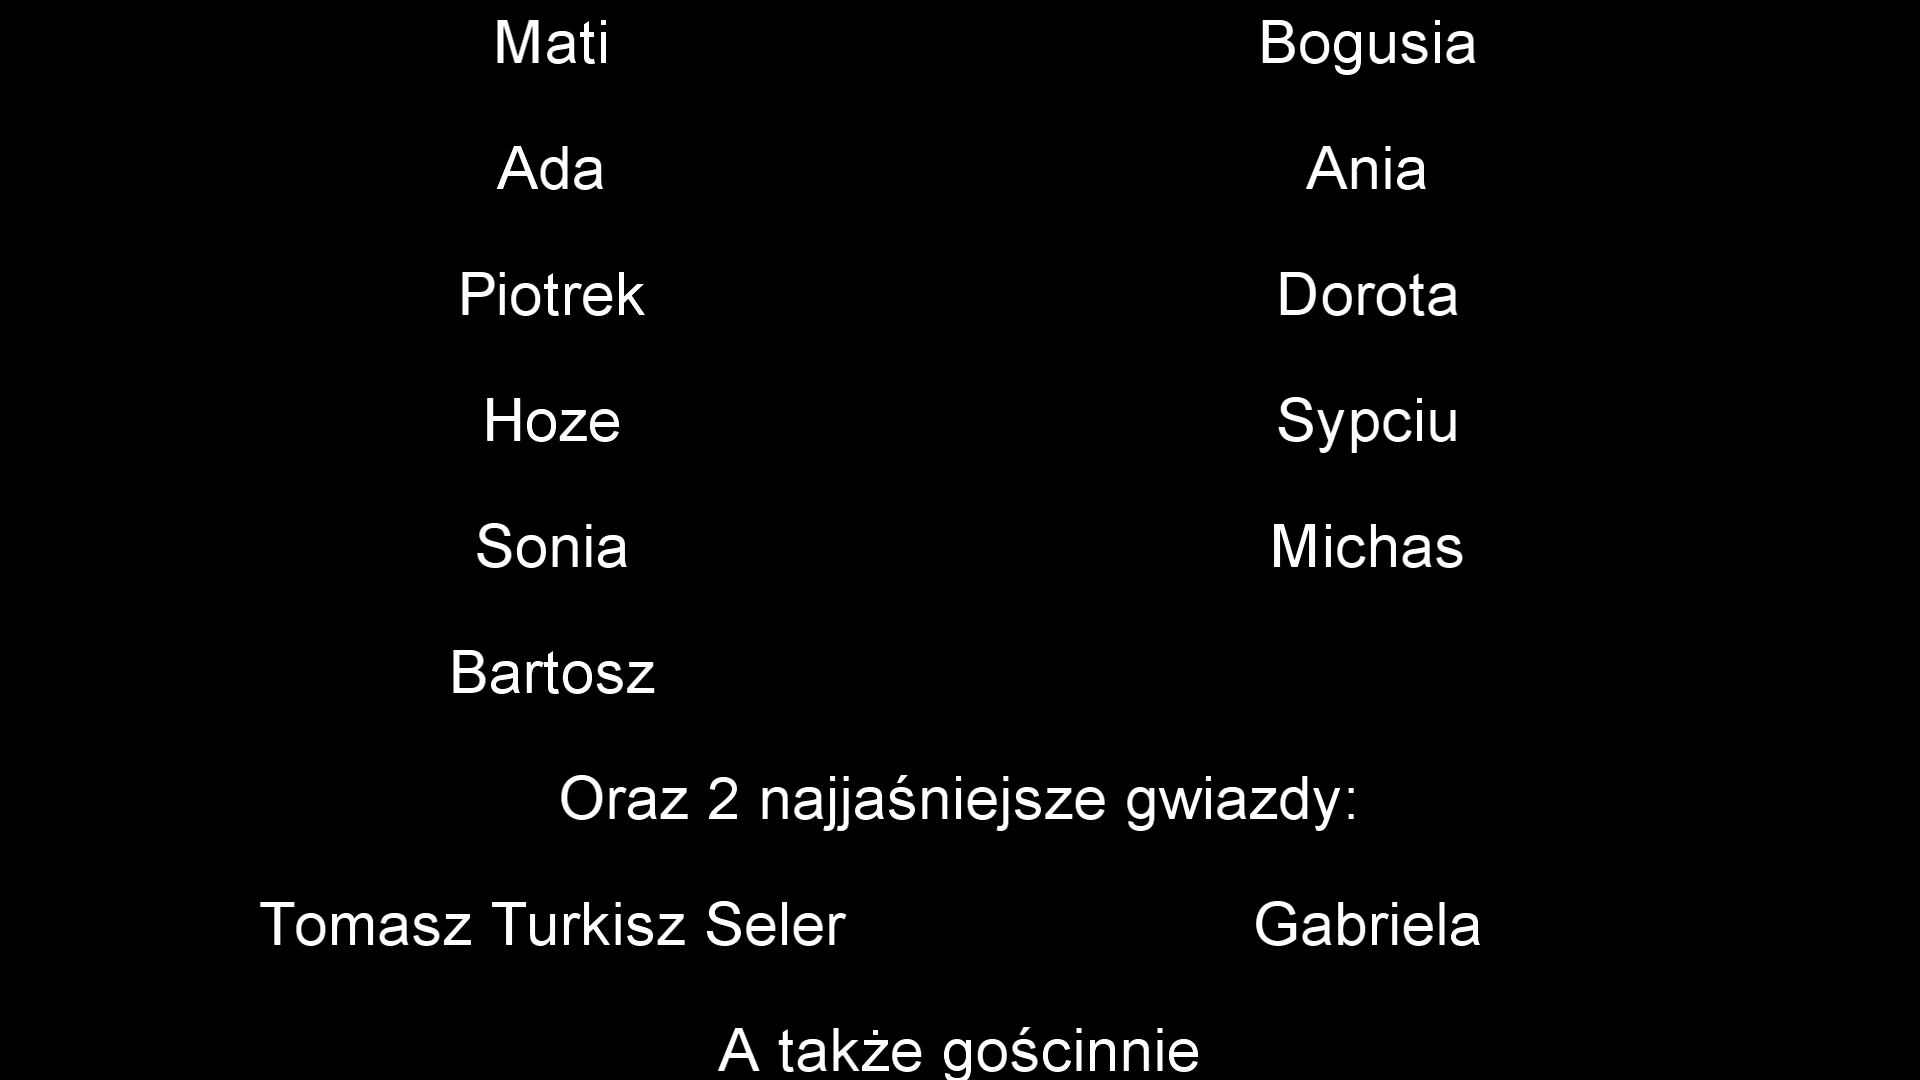 Mati Bogusia
Ada Ania
Piotrek Dorota
Hoze Sypciu
Sonia Michas
Bartosz
Oraz 2 najjaśniejsze gwiazdy:
Tomasz Turkisz Seler Gabriela
A także gościnnie